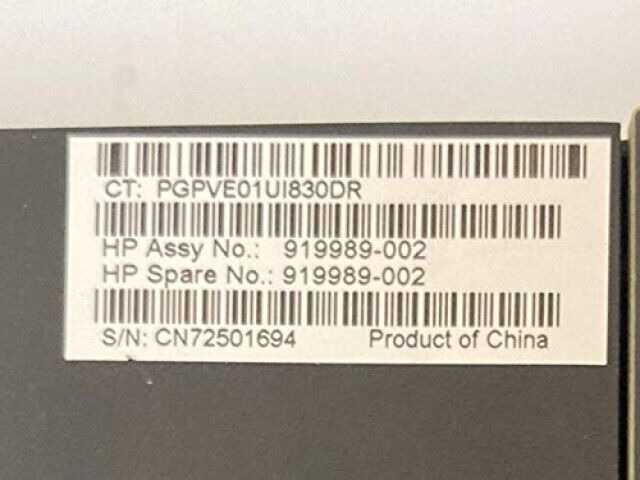 CT: PGPVE01UI830DR
HP Assy No.: 919989-002
HP Spare No.: 919989-002
S/N: CN72501694 Product of China